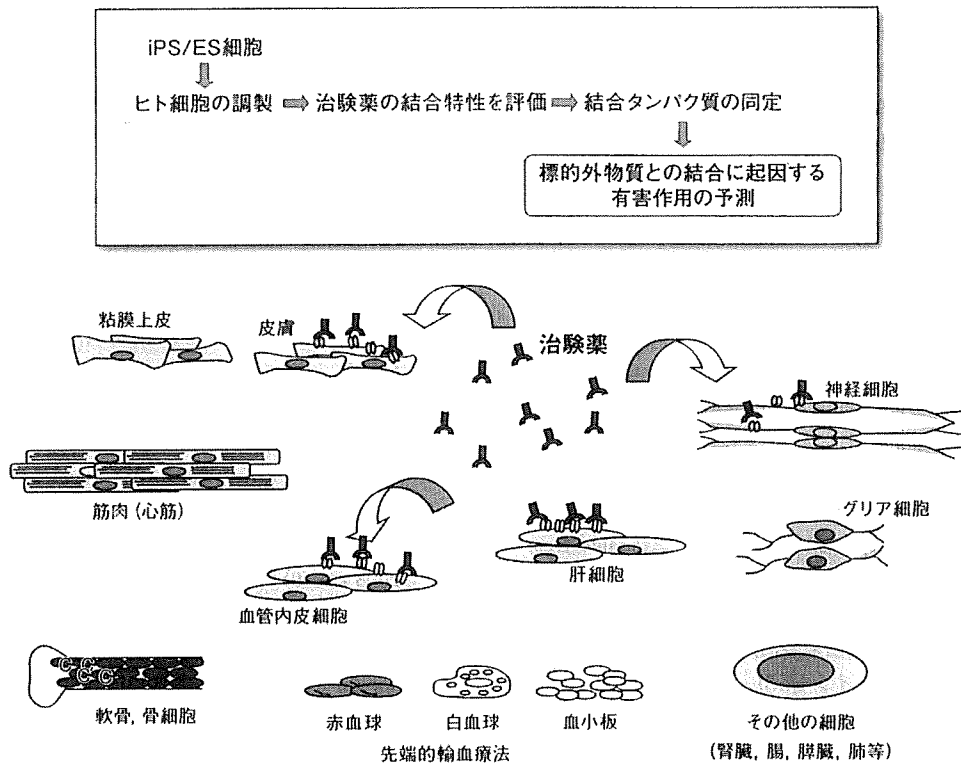 iPS/ES細胞
ヒト細胞の調製 治験薬の結合特性を評価 結合タンパク質の同定
標的外物質との結合に起因する
有害作用の予測
粘膜上皮
皮膚
治験薬
神経細胞
筋肉 (心筋)
グリア細胞
肝細胞
血管内皮細胞
軟骨, 骨細胞
赤血球
白血球
血小板
その他の細胞
先端的輸血療法
(腎臓, 腸, 膵臓, 肺等)